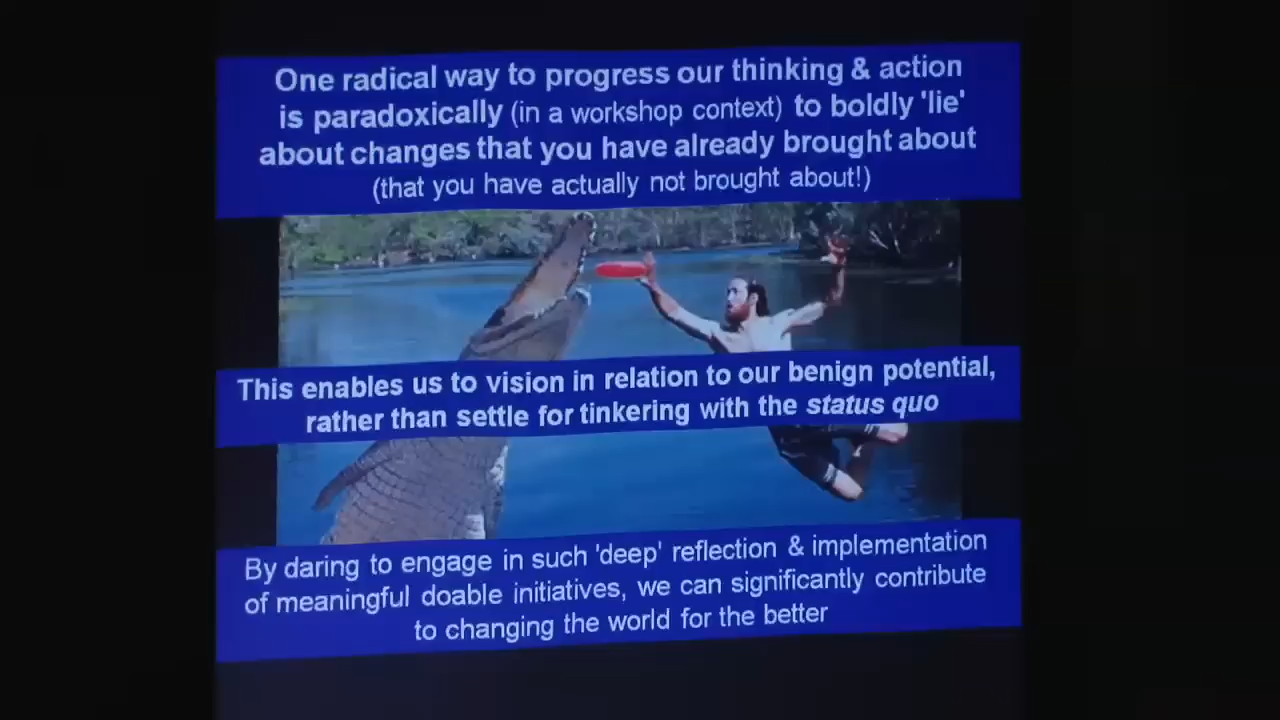 One radical way to progress our thinking & action
is paradoxically (in a workshop context) to boldly 'lie'
about changes that you have already brought about
(that you have actually not brought about!)
This enables us to vision in relation to our benign potential,
rather than settle for tinkering with the status quo
By daring to engage in such 'deep' reflection & implementation
of meaningful doable initiatives, we can significantly contribute
to changing the world for the better